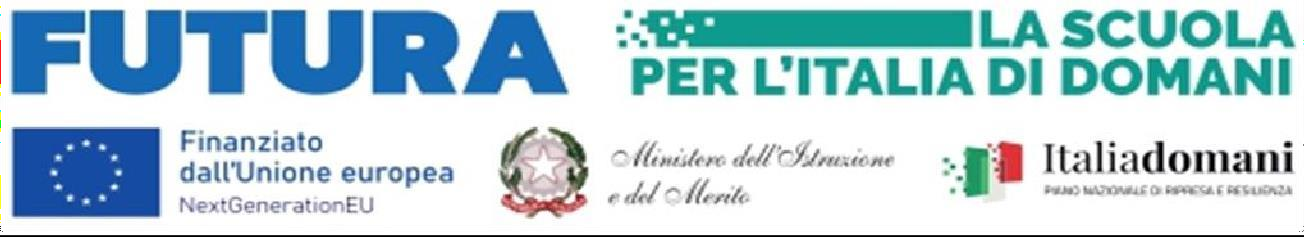 FUTURA
LA SCUOLA
PER L'ITALIA DI DOMANI
Finanziato
dall'Unione europea
NextGenerationEU
Ministero dell'Istruzione
e del Merito
Italiadomani
PIANO NAZIONALE DI RIPRESA E RESILIENZA